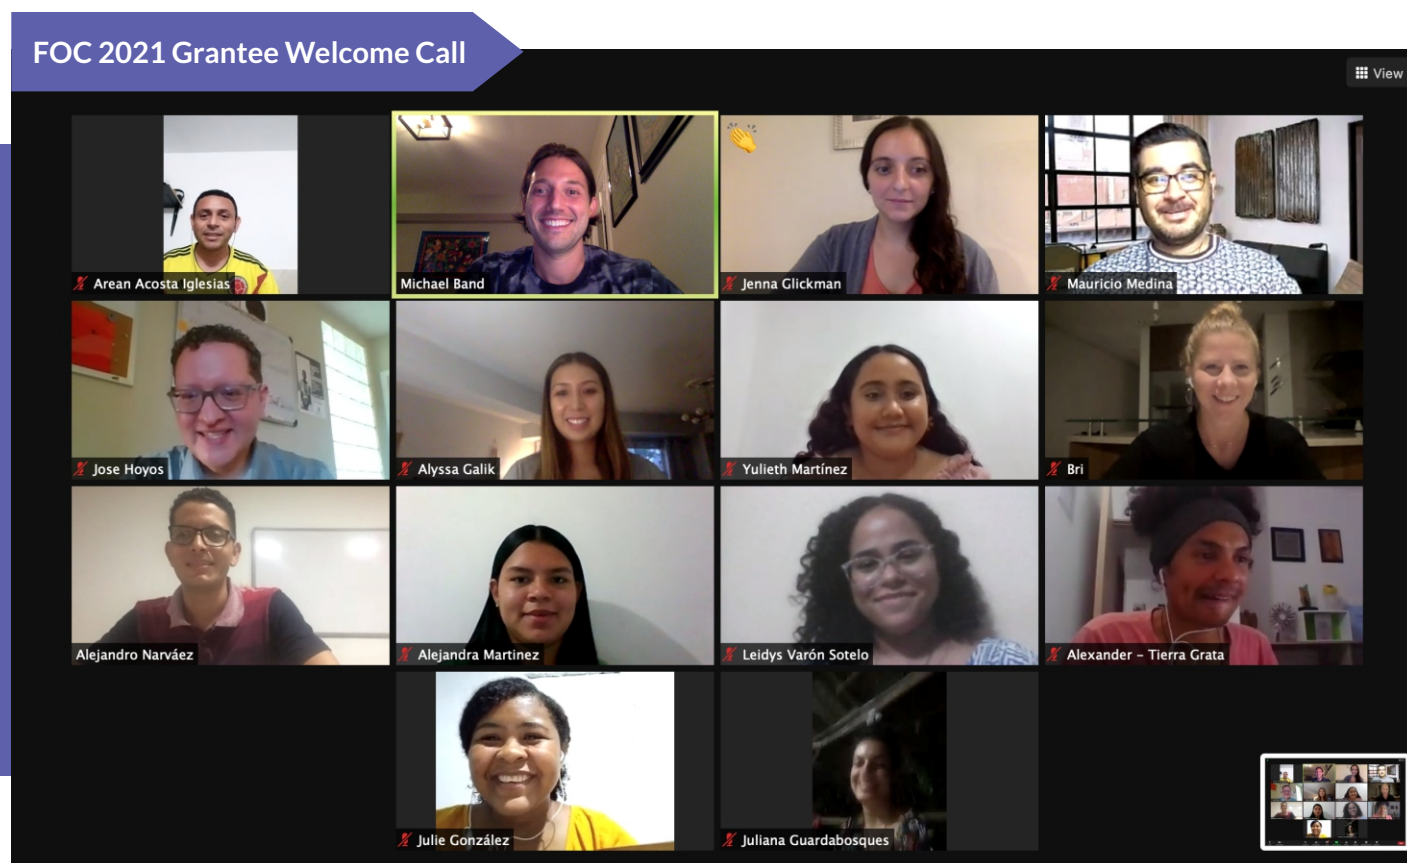 FOC 2021 Grantee Welcome Call
View
Arean Acosta Iglesias
Michael Band
Jenna Glickman
Mauricio Medina
Jose Hoyos
Alyssa Galik
Yulieth Martínez
Bri
Alejandro Narváez
Alejandra Martinez
Leidys Varón Sotelo
Alexander – Tierra Grata
Julie González
Juliana Guardabosques